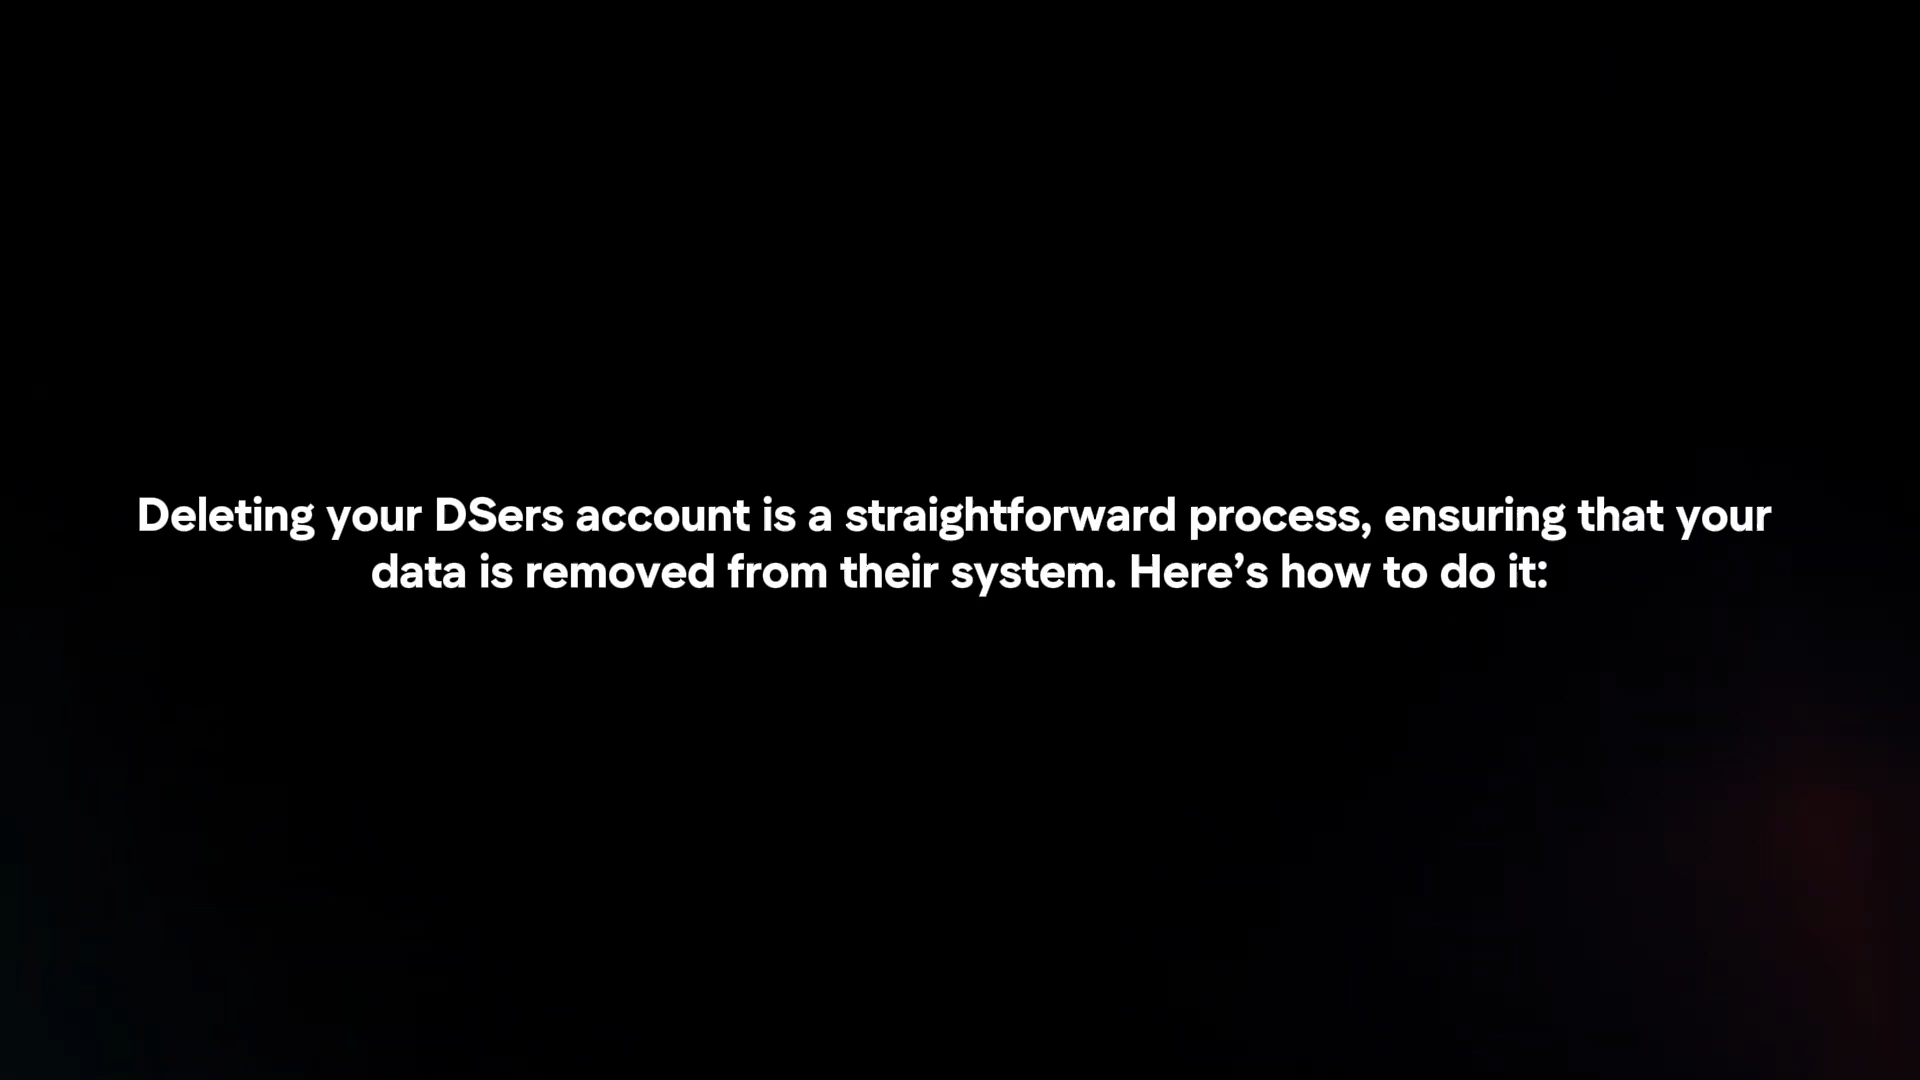 Deleting your DSers account is a straightforward process, ensuring that your
data is removed from their system. Here’s how to do it: